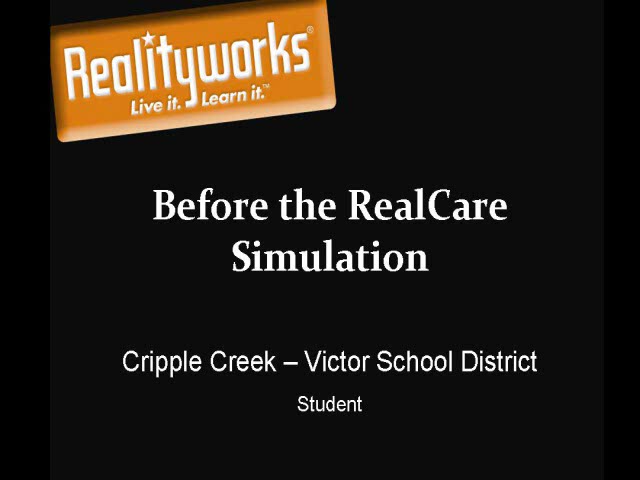 Realityworks®
Live it. Learn it.™
Before the RealCare
Simulation
Cripple Creek – Victor School District
Student